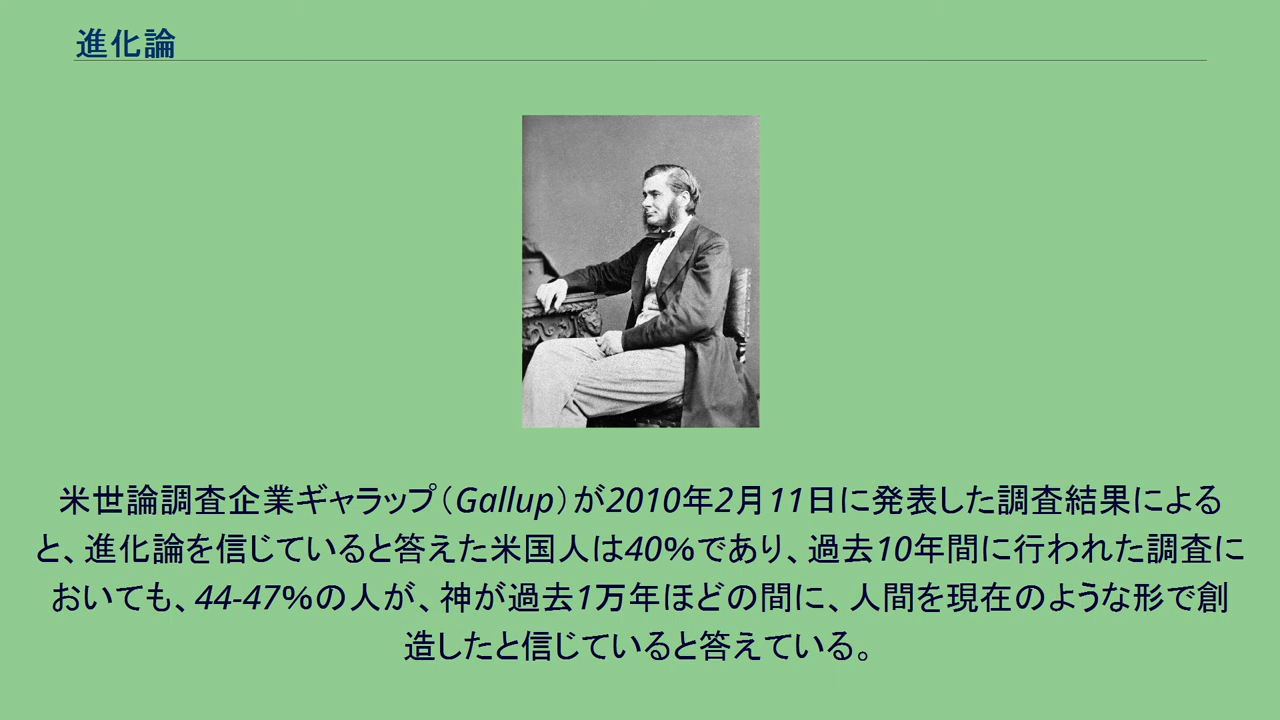 進化論
米世論調査企業ギャラップ（Gallup）が2010年2月11日に発表した調査結果による
と、進化論を信じていると答えた米国人は40%であり、過去10年間に行われた調査に
おいても、44-47%の人が、神が過去1万年ほどの間に、人間を現在のような形で創
造したと信じていると答えている。